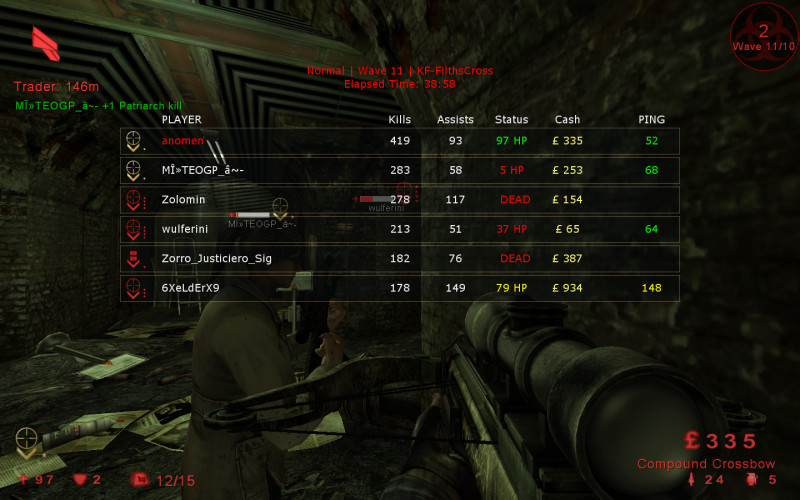 2
Wave 11/10
Normal | Wave 11 | KF-FilthsCross
Elapsed Time: 38:58
Trader: 146m
MÎ»TEOGP_â~- +1 Patriarch kill
PLAYER Kills Assists Status Cash PING
anomen 419 93 97 HP £ 335 52
MÎ»TEOGP_â~- 283 58 5 HP £ 253 68
Zolomin 278 117 DEAD £ 154
wulferini 213 51 37 HP £ 65 64
Zorro_Justiciero_Sig 182 76 DEAD £ 387
6XeLdErX9 178 149 79 HP £ 934 148
wulferini
MÎ»TEOGP_â~-
£335
Compound Crossbow
97 2 12/15 24 5